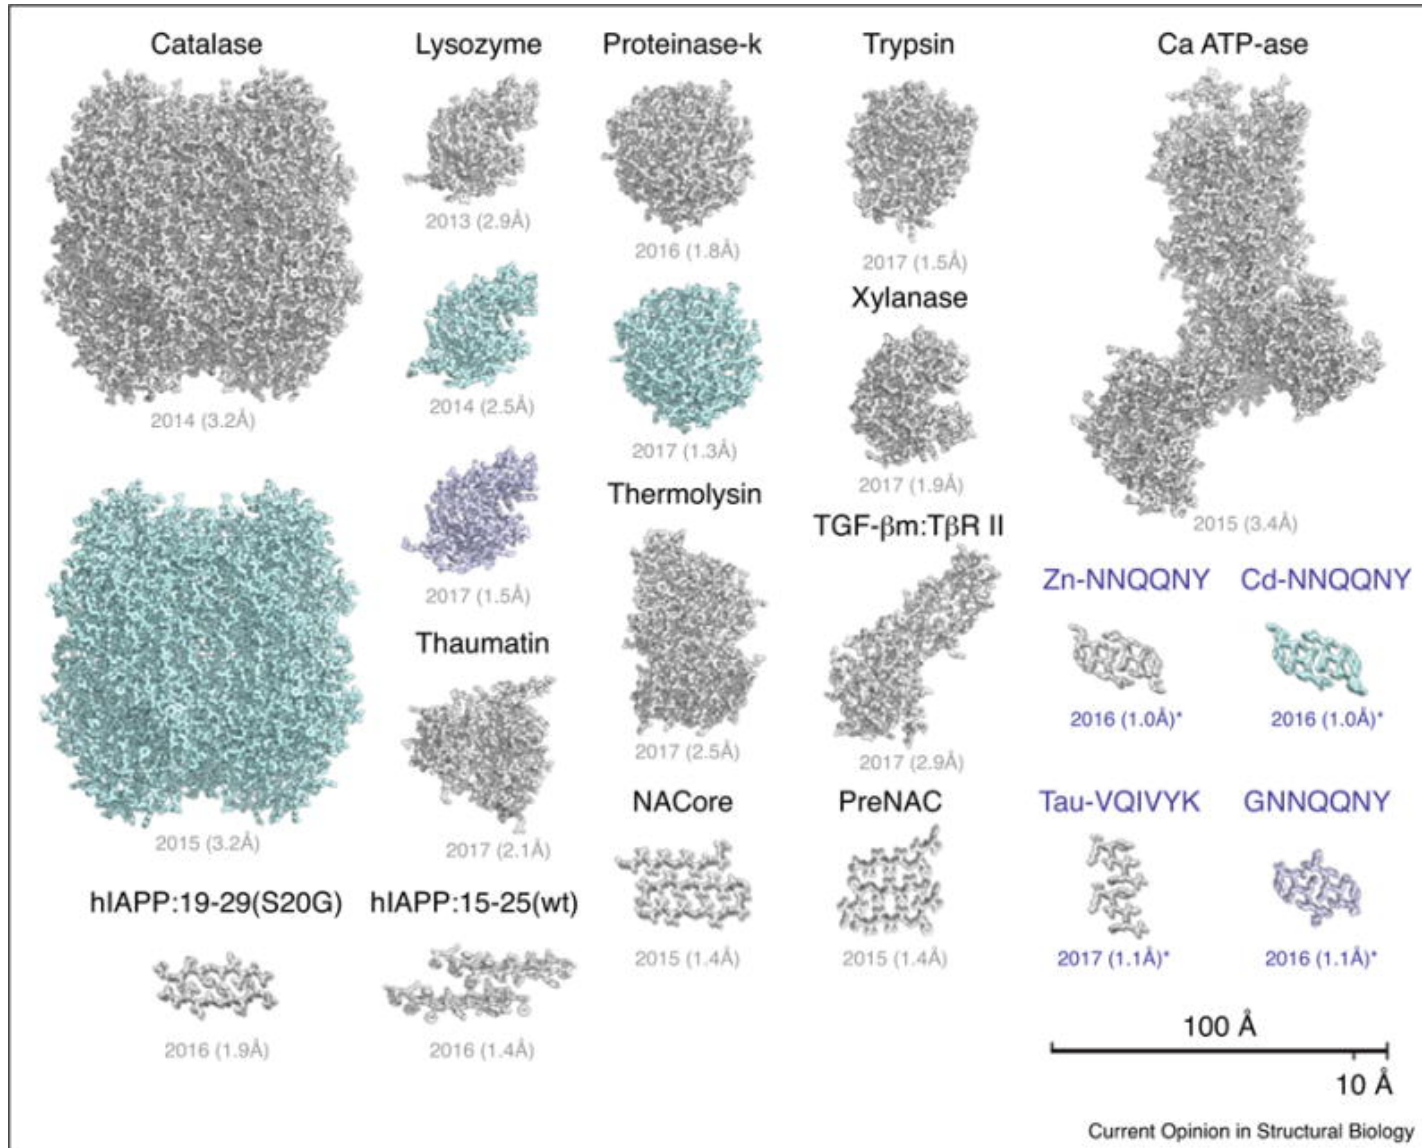 Catalase
Lysozyme
Proteinase-k
Trypsin
Ca ATP-ase
2013 (2.9Å)
2016 (1.8Å)
2017 (1.5Å)
Xylanase
2014 (3.2Å)
2014 (2.5Å)
2017 (1.3Å)
2017 (1.9Å)
Thermolysin
TGF-βm:TβR II
2015 (3.4Å)
2017 (1.5Å)
Zn-NNQQNY
Cd-NNQQNY
Thaumatin
2016 (1.0Å)*
2016 (1.0Å)*
2017 (2.5Å)
2017 (2.9Å)
NACore
PreNAC
Tau-VQIVYK
GNNQQNY
2015 (3.2Å)
2017 (2.1Å)
hIAPP:19-29(S20G)
hIAPP:15-25(wt)
2015 (1.4Å)
2015 (1.4Å)
2017 (1.1Å)*
2016 (1.1Å)*
2016 (1.9Å)
2016 (1.4Å)
100 Å
10 Å
Current Opinion in Structural Biology